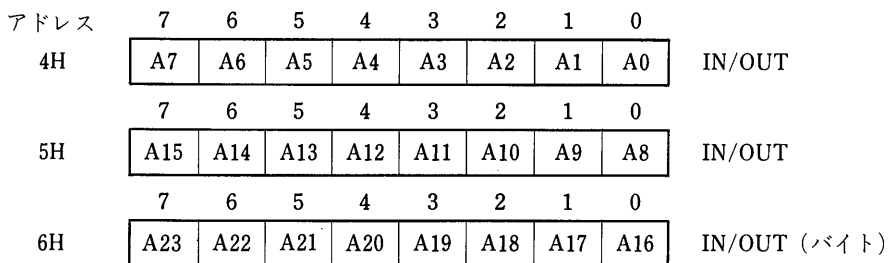 アドレス 7 6 5 4 3 2 1 0
4H A7 A6 A5 A4 A3 A2 A1 A0 IN/OUT
7 6 5 4 3 2 1 0
5H A15 A14 A13 A12 A11 A10 A9 A8 IN/OUT
7 6 5 4 3 2 1 0
6H A23 A22 A21 A20 A19 A18 A17 A16 IN/OUT (バイト)